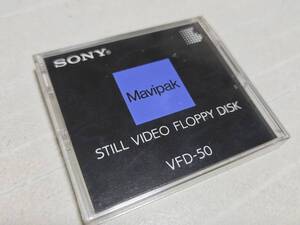 SONY
Mavipak
STILL VIDEO FLOPPY DISK
VFD-50